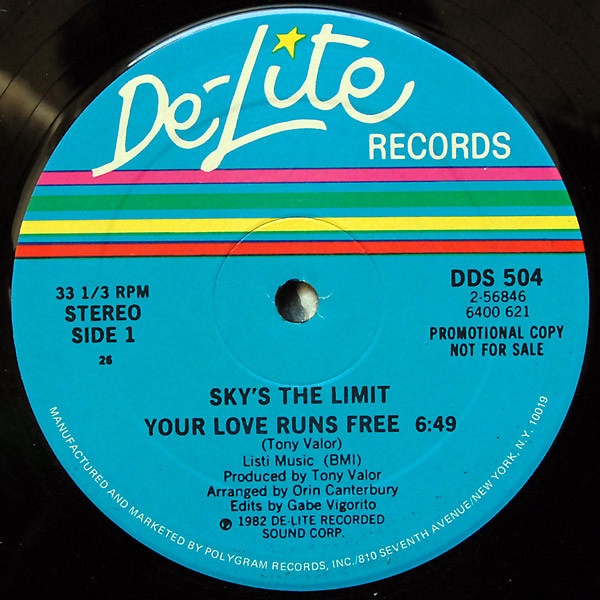 De-Lite
RECORDS
33 1/3 RPM
STEREO
SIDE 1
26
DDS 504
2-56846
6400 621
PROMOTIONAL COPY
NOT FOR SALE
SKY'S THE LIMIT
YOUR LOVE RUNS FREE 6:49
(Tony Valor)
Listi Music (BMI)
Produced by Tony Valor
Arranged by Orin Canterbury
Edits by Gabe Vigorito
℗ 1982 DE-LITE RECORDED
SOUND CORP.
MANUFACTURED AND MARKETED BY POLYGRAM RECORDS, INC./810 SEVENTH AVENUE/NEW YORK, N.Y. 10019